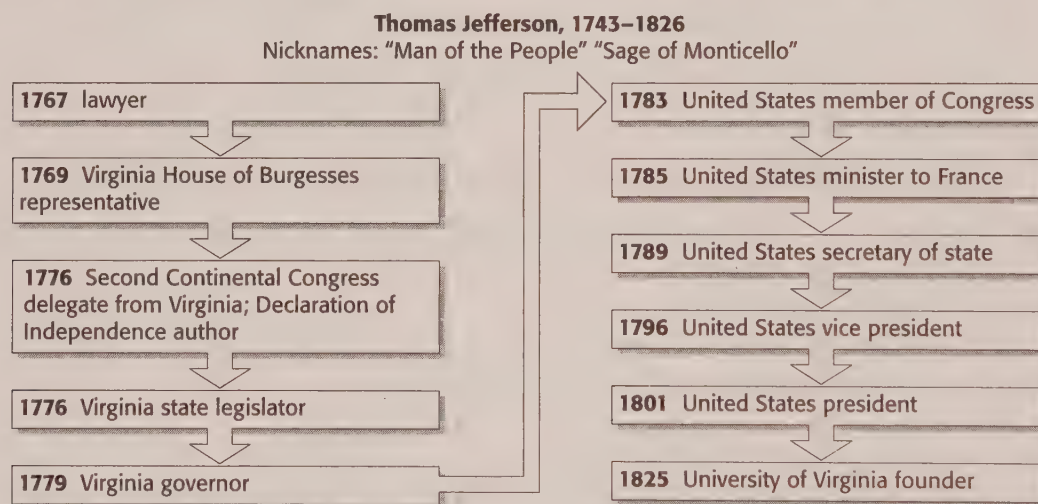 Thomas Jefferson, 1743–1826
Nicknames: “Man of the People” “Sage of Monticello”
1767 lawyer
1769 Virginia House of Burgesses
representative
1776 Second Continental Congress
delegate from Virginia; Declaration of
Independence author
1776 Virginia state legislator
1779 Virginia governor
1783 United States member of Congress
1785 United States minister to France
1789 United States secretary of state
1796 United States vice president
1801 United States president
1825 University of Virginia founder